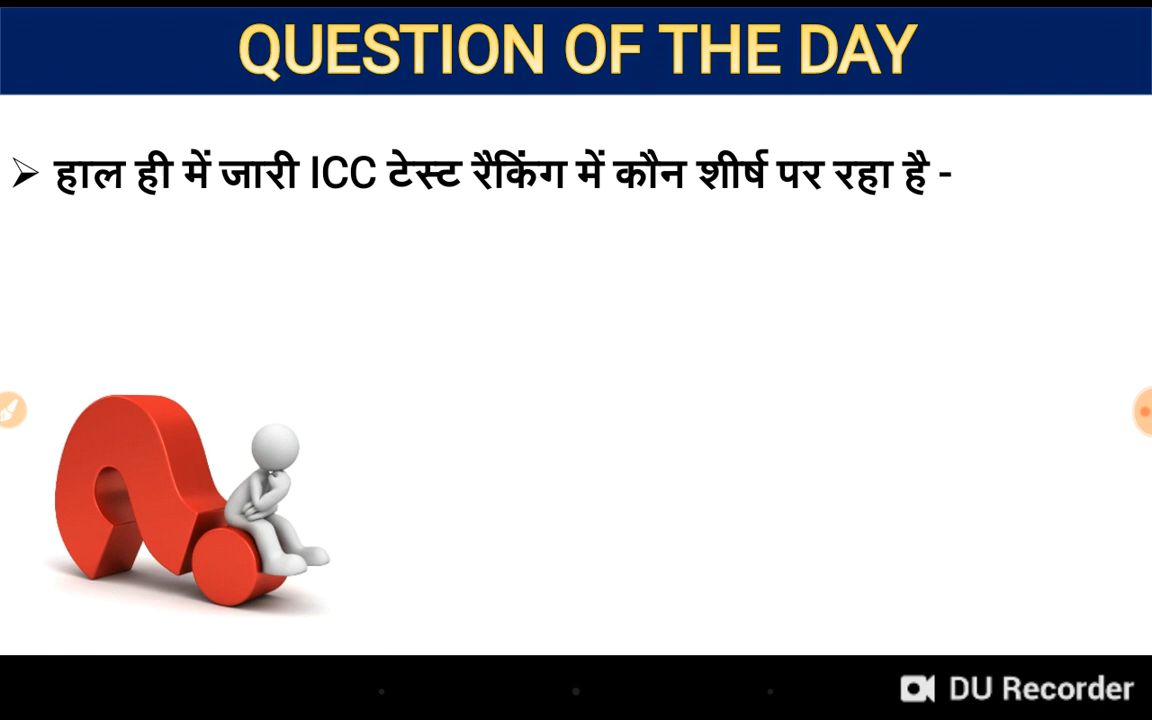 QUESTION OF THE DAY
➢ हाल ही में जारी ICC टेस्ट रैकिंग में कौन शीर्ष पर रहा है -
DU Recorder